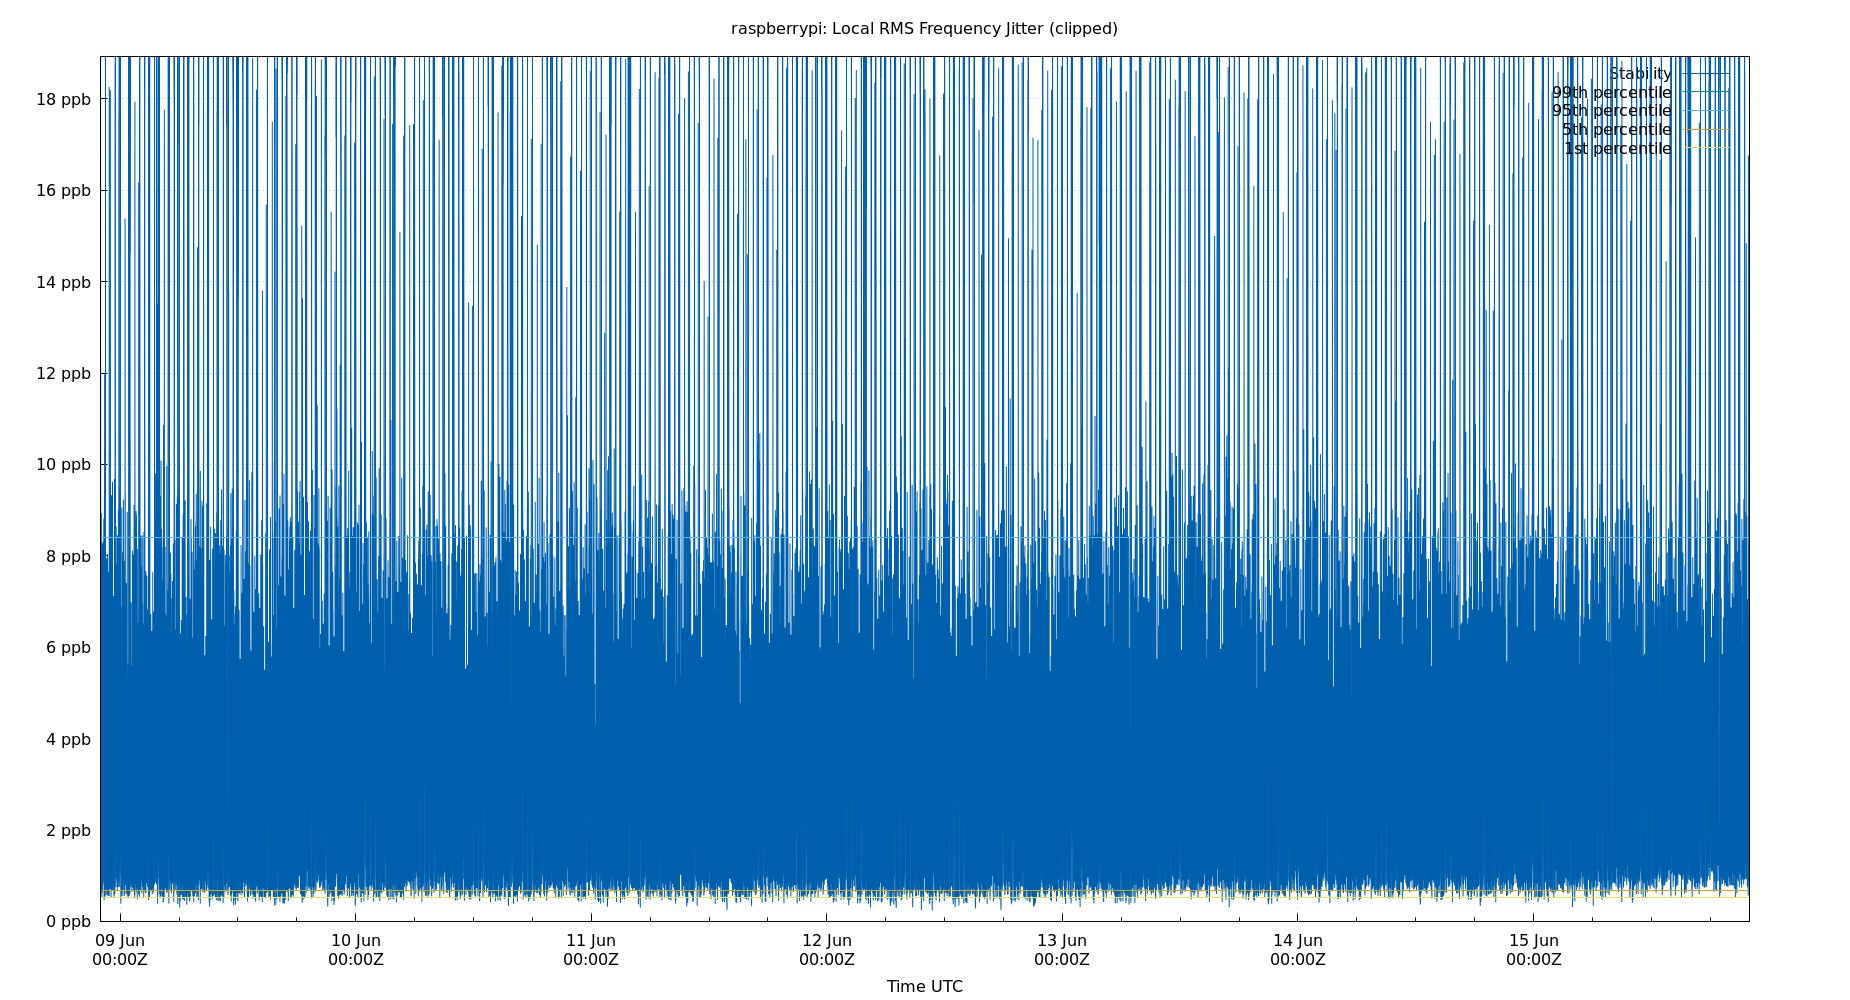 raspberrypi: Local RMS Frequency Jitter (clipped)
Stability
99th percentile
95th percentile
5th percentile
1st percentile
18 ppb
16 ppb
14 ppb
12 ppb
10 ppb
8 ppb
6 ppb
4 ppb
2 ppb
0 ppb
09 Jun 10 Jun 11 Jun 12 Jun 13 Jun 14 Jun 15 Jun
00:00Z 00:00Z 00:00Z 00:00Z 00:00Z 00:00Z 00:00Z
Time UTC